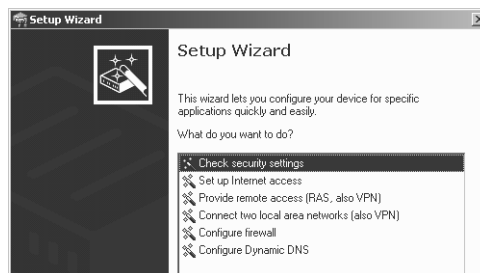 Setup Wizard
Setup Wizard
This wizard lets you configure your device for specific
applications quickly and easily.
What do you want to do?
Check security settings
Set up Internet access
Provide remote access (RAS, also VPN)
Connect two local area networks (also VPN)
Configure firewall
Configure Dynamic DNS